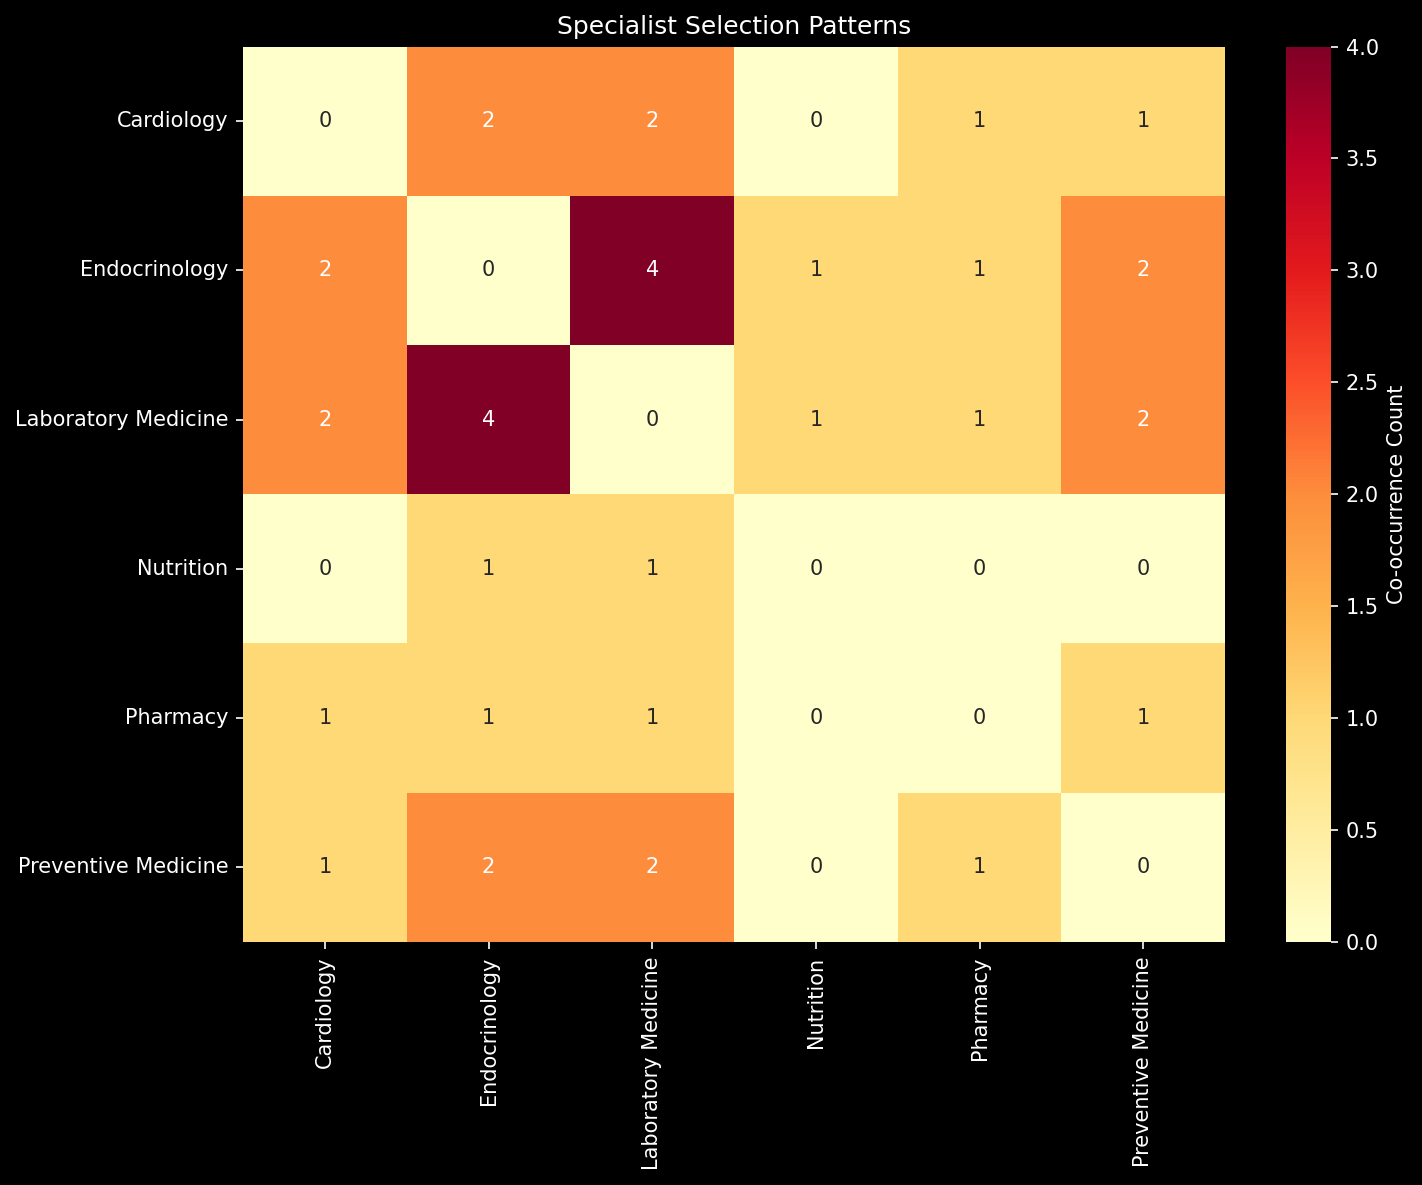 Specialist Selection Patterns
Cardiology 0 2 2 0 1 1
Endocrinology 2 0 4 1 1 2
Laboratory Medicine 2 4 0 1 1 2
Nutrition 0 1 1 0 0 0
Pharmacy 1 1 1 0 0 1
Preventive Medicine 1 2 2 0 1 0
Cardiology
Endocrinology
Laboratory Medicine
Nutrition
Pharmacy
Preventive Medicine
4.0
3.5
3.0
2.5
2.0
1.5
1.0
0.5
0.0
Co-occurrence Count